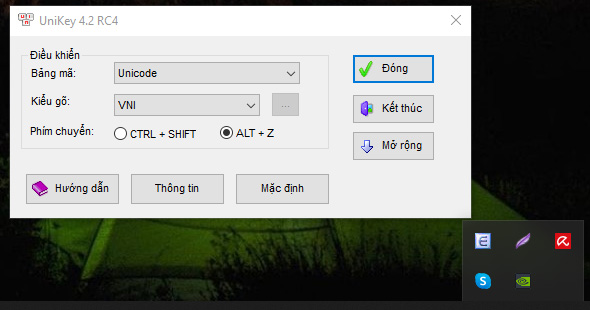 UniKey 4.2 RC4
Điều khiển
Bảng mã: Unicode
Đóng
Kiểu gõ: VNI ...
Kết thúc
Phím chuyển: CTRL + SHIFT ALT + Z
Mở rộng
Hướng dẫn Thông tin Mặc định